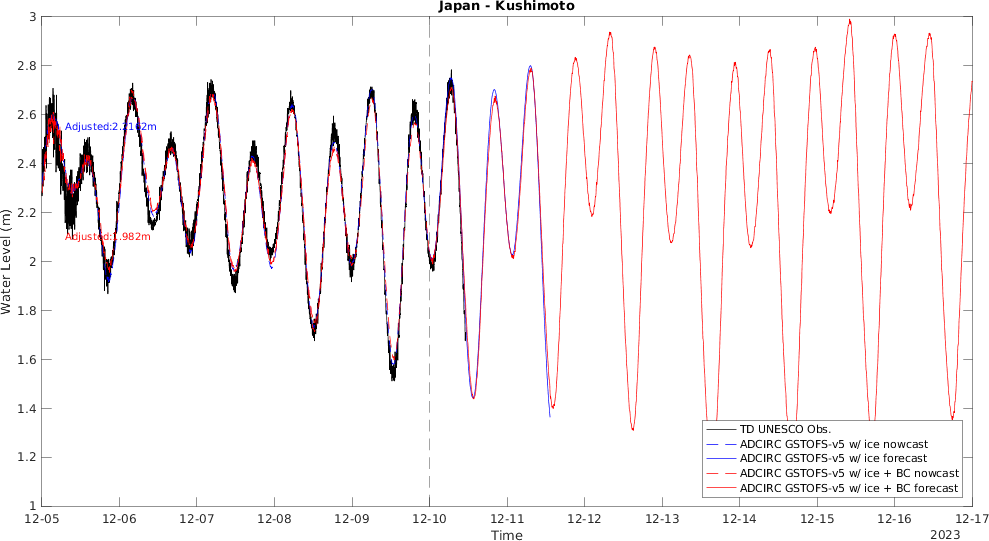 Japan - Kushimoto
Water Level (m)
3
2.8
2.6
2.4
2.2
2
1.8
1.6
1.4
1.2
1
Adjusted:2.2162m
Adjusted:1.982m
TD UNESCO Obs.
ADCIRC GSTOFS-v5 w/ ice nowcast
ADCIRC GSTOFS-v5 w/ ice forecast
ADCIRC GSTOFS-v5 w/ ice + BC nowcast
ADCIRC GSTOFS-v5 w/ ice + BC forecast
12-05 12-06 12-07 12-08 12-09 12-10 12-11 12-12 12-13 12-14 12-15 12-16 12-17
Time
2023